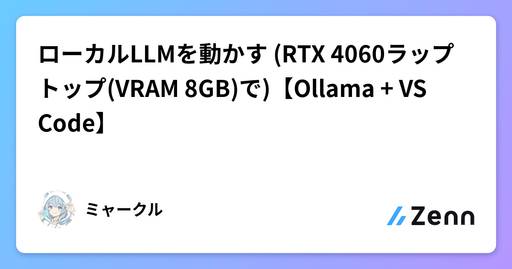 ローカルLLMを動かす (RTX 4060ラップ
トップ(VRAM 8GB)で)【Ollama + VS
Code】
ミャークル
Zenn